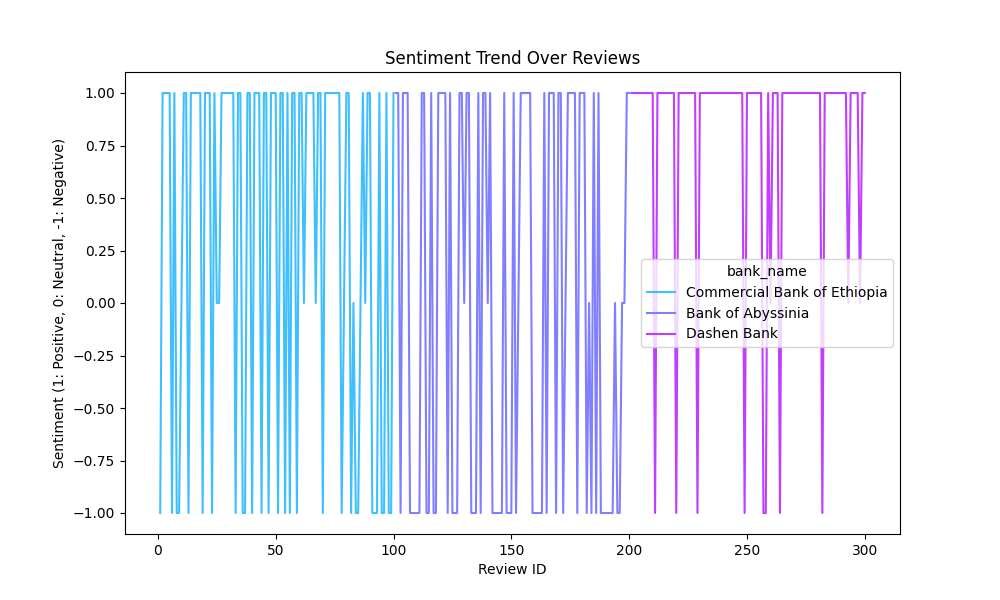 Sentiment Trend Over Reviews
Sentiment (1: Positive, 0: Neutral, -1: Negative)
1.00
0.75
0.50
0.25
0.00
−0.25
−0.50
−0.75
−1.00
bank_name
Commercial Bank of Ethiopia
Bank of Abyssinia
Dashen Bank
0 50 100 150 200 250 300
Review ID